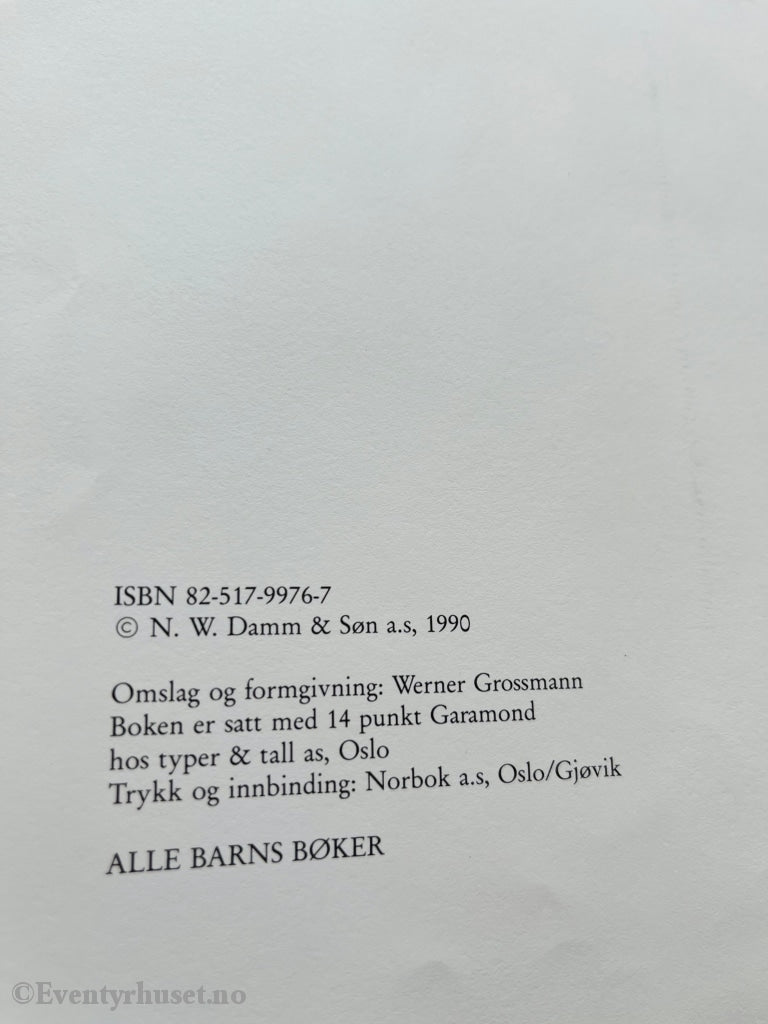 ISBN 82-517-9976-7
© N. W. Damm & Søn a.s, 1990
Omslag og formgivning: Werner Grossmann
Boken er satt med 14 punkt Garamond
hos typer & tall as, Oslo
Trykk og innbinding: Norbok a.s, Oslo/Gjøvik
ALLE BARNS BØKER
©Eventyrhuset.no